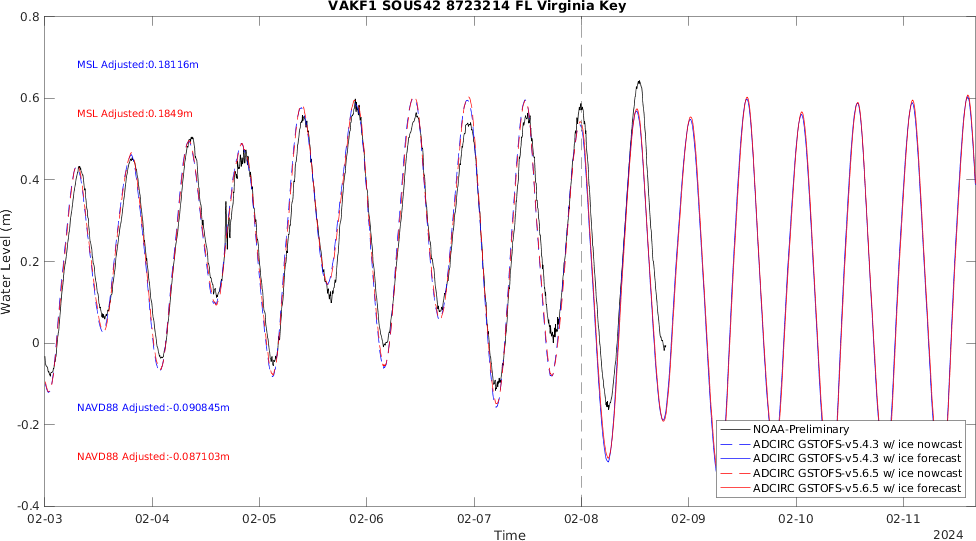 VAKF1 SOUS42 8723214 FL Virginia Key
0.8
0.6
0.4
0.2
0
-0.2
-0.4
Water Level (m)
MSL Adjusted:0.18116m
MSL Adjusted:0.1849m
NAVD88 Adjusted:-0.090845m
NAVD88 Adjusted:-0.087103m
NOAA-Preliminary
ADCIRC GSTOFS-v5.4.3 w/ ice nowcast
ADCIRC GSTOFS-v5.4.3 w/ ice forecast
ADCIRC GSTOFS-v5.6.5 w/ ice nowcast
ADCIRC GSTOFS-v5.6.5 w/ ice forecast
02-03 02-04 02-05 02-06 02-07 02-08 02-09 02-10 02-11
Time
2024